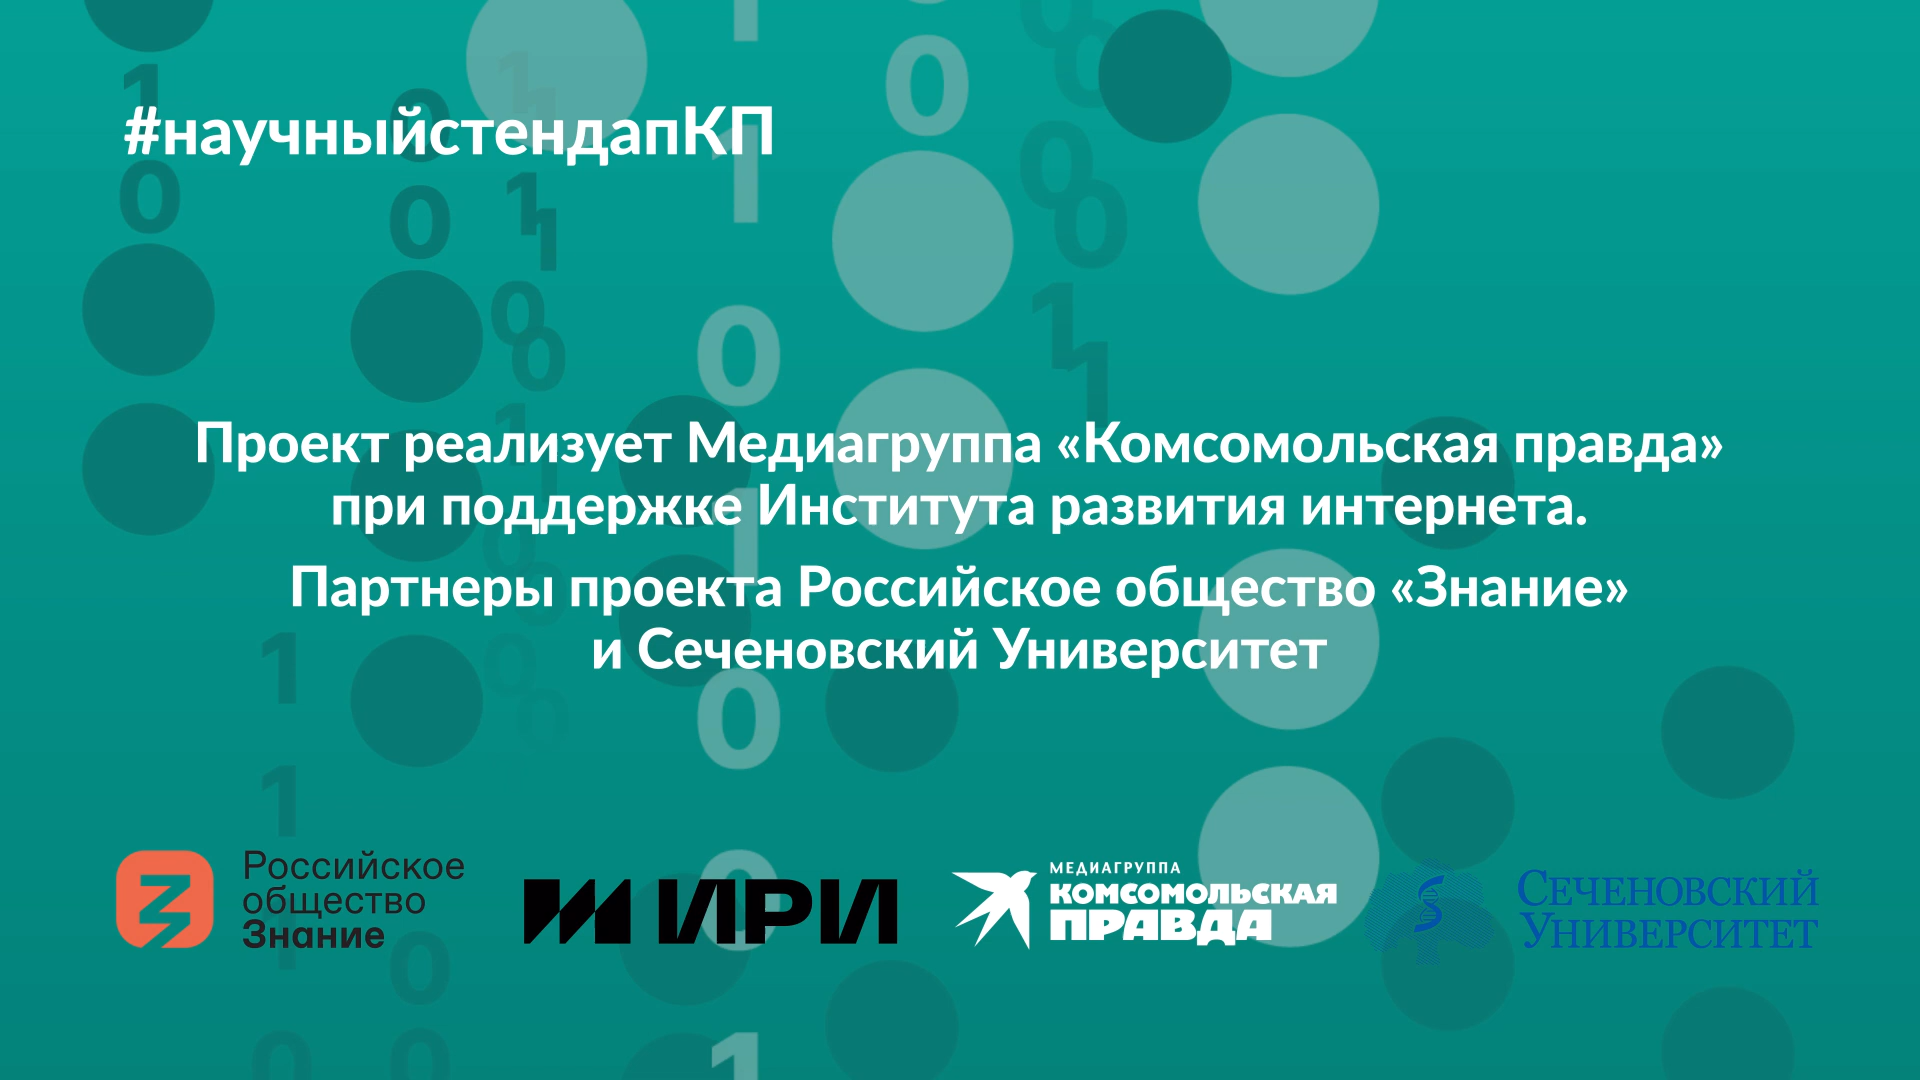 #научныйстендапКП
Проект реализует Медиагруппа «Комсомольская правда»
при поддержке Института развития интернета.
Партнеры проекта Российское общество «Знание»
и Сеченовский Университет
Российское
общество
Знание
ИРИ
МЕДИАГРУППА
КОМСОМОЛЬСКАЯ
ПРАВДА
СЕЧЕНОВСКИЙ
УНИВЕРСИТЕТ